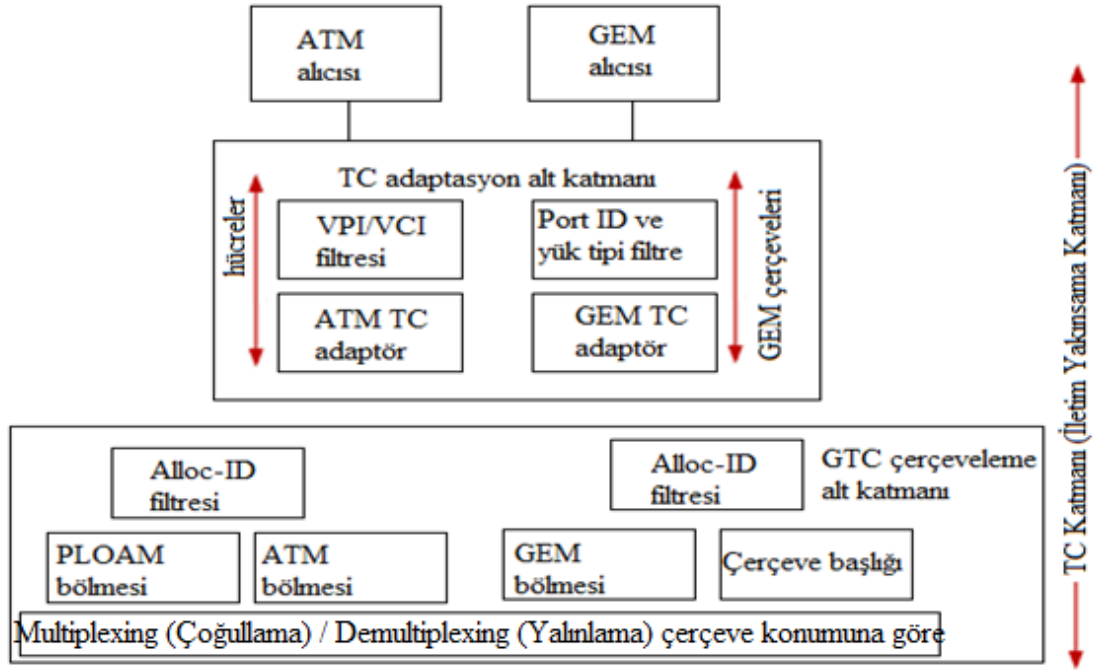 ATM
alıcısı
GEM
alıcısı
TC adaptasyon alt katmanı
hücreler
VPI/VCI
filtresi
Port ID ve
yük tipi filtre
ATM TC
adaptör
GEM TC
adaptör
GEM çerçeveleri
TC Katmanı (İletim Yakınsama Katmanı)
Alloc-ID
filtresi
Alloc-ID
filtresi
GTC çerçeveleme
alt katmanı
PLOAM
bölmesi
ATM
bölmesi
GEM
bölmesi
Çerçeve başlığı
Multiplexing (Çoğullama) / Demultiplexing (Yalınlama) çerçeve konumuna göre